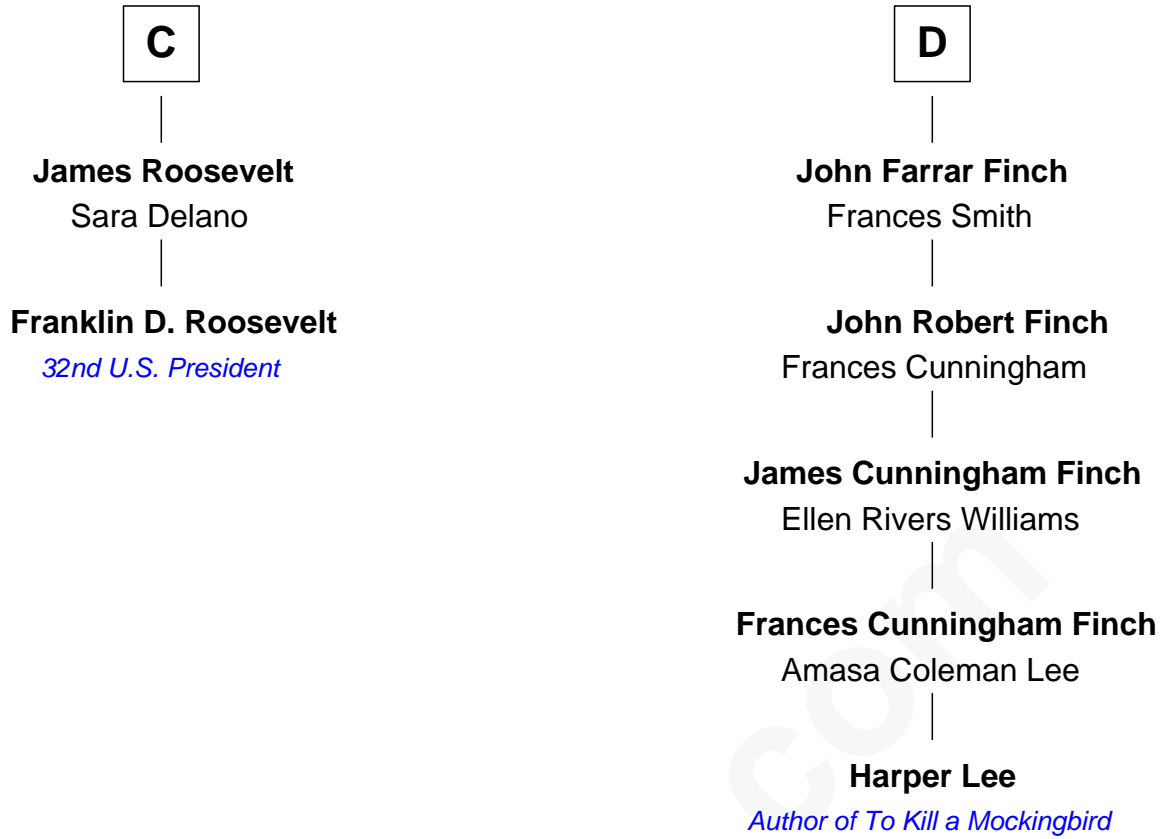 C
James Roosevelt
Sara Delano
Franklin D. Roosevelt
32nd U.S. President
D
John Farrar Finch
Frances Smith
John Robert Finch
Frances Cunningham
James Cunningham Finch
Ellen Rivers Williams
Frances Cunningham Finch
Amasa Coleman Lee
Harper Lee
Author of To Kill a Mockingbird
com